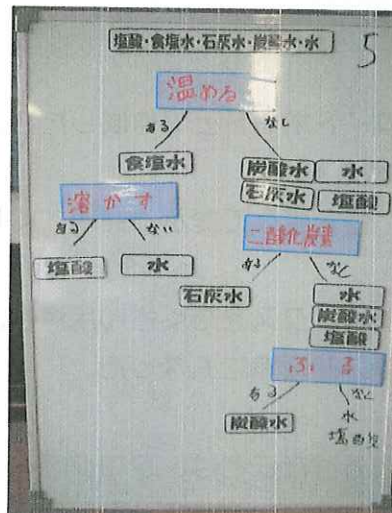 塩酸・食塩水・石灰水・炭酸水・水
5
温める
ある なし
食塩水 炭酸水 水
石灰水 塩酸
溶かす 二酸化炭素
ある ない ある なし
塩酸 水 石灰水 水
炭酸水
塩酸
ふる
ある なし
炭酸水 水
塩酸